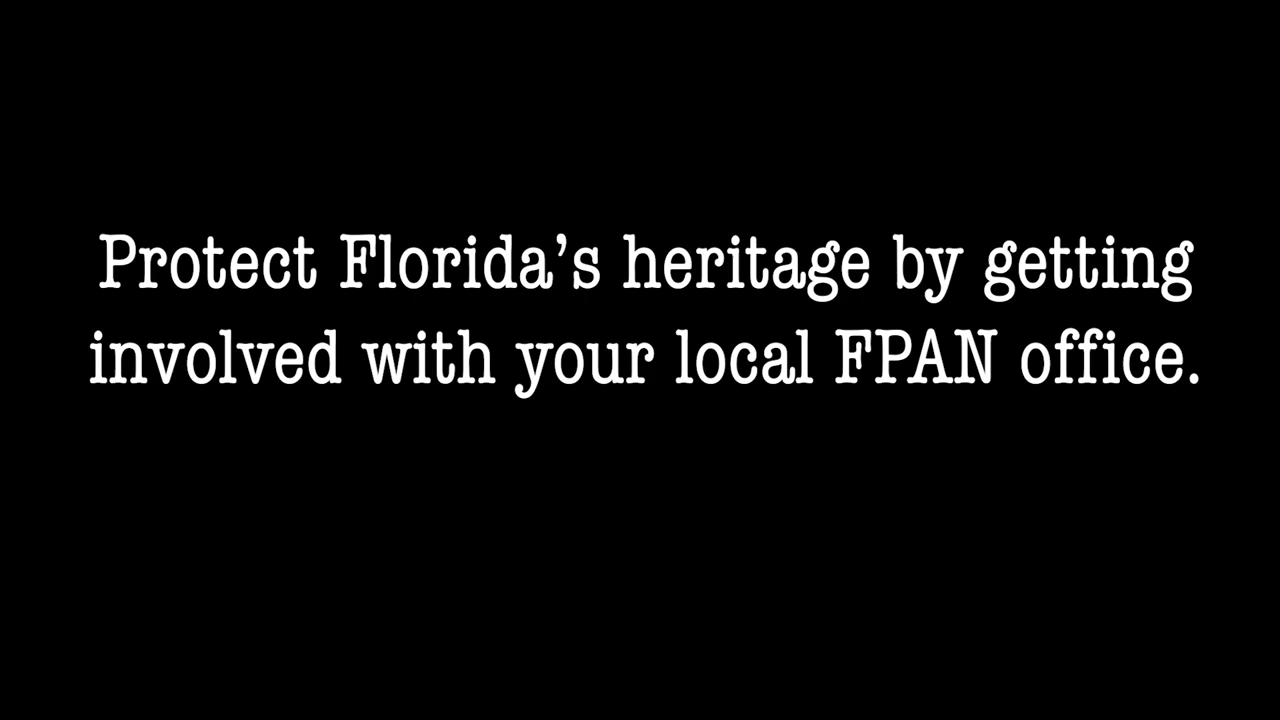 Protect Florida’s heritage by getting
involved with your local FPAN office.